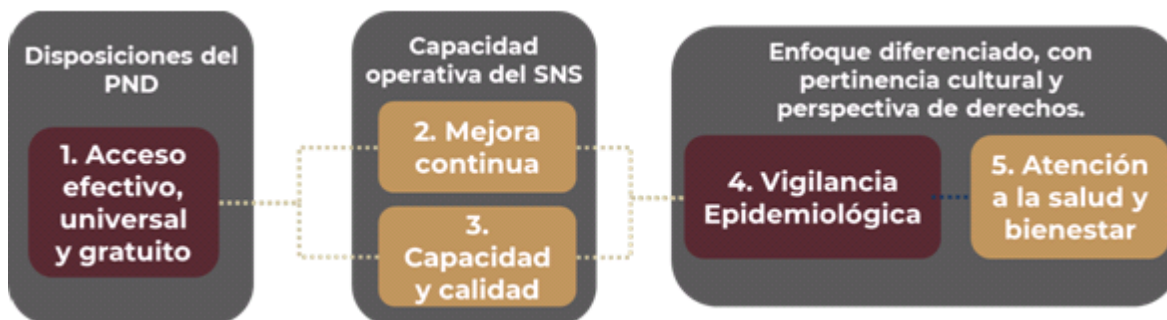 Disposiciones del
PND
1. Acceso
efectivo,
universal
y gratuito
Capacidad
operativa del SNS
2. Mejora
continua
3.
Capacidad
y calidad
Enfoque diferenciado, con
pertinencia cultural y
perspectiva de derechos.
4. Vigilancia
Epidemiológica
5. Atención
a la salud y
bienestar